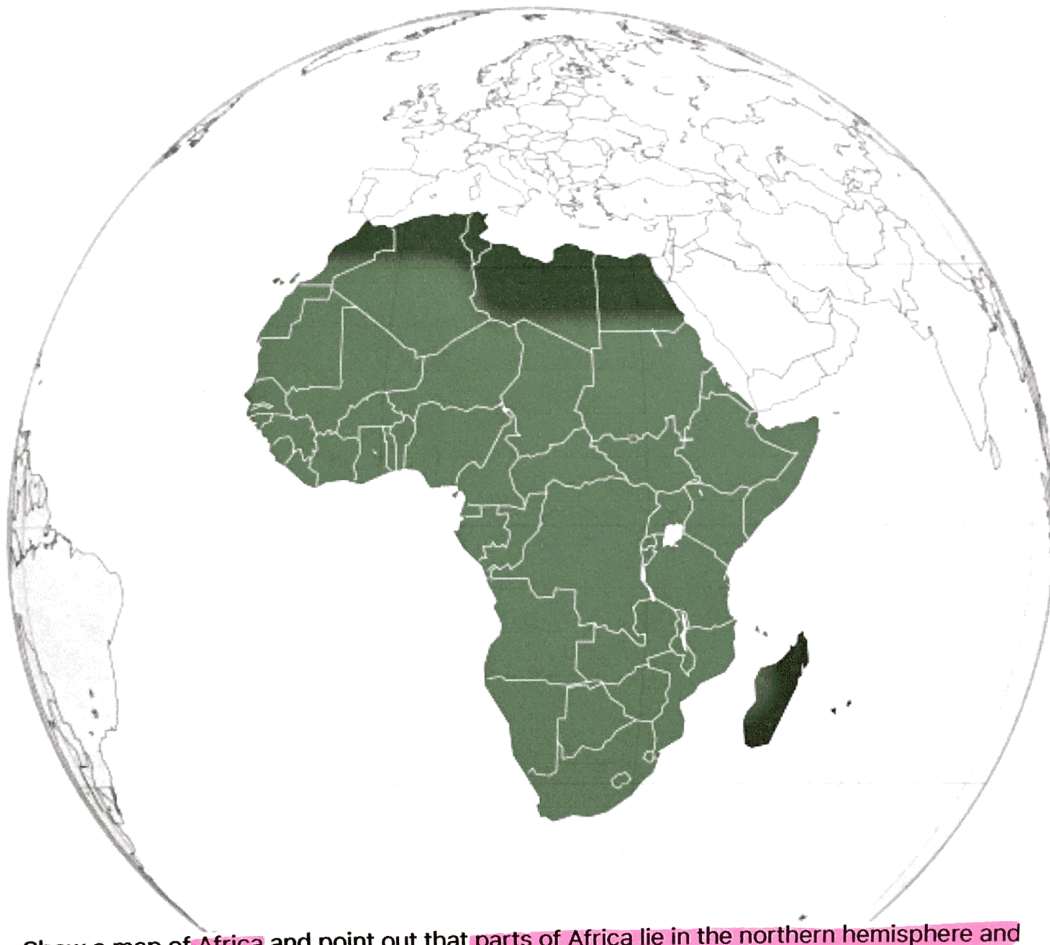 Show a map of Africa and point out that parts of Africa lie in the northern hemisphere and